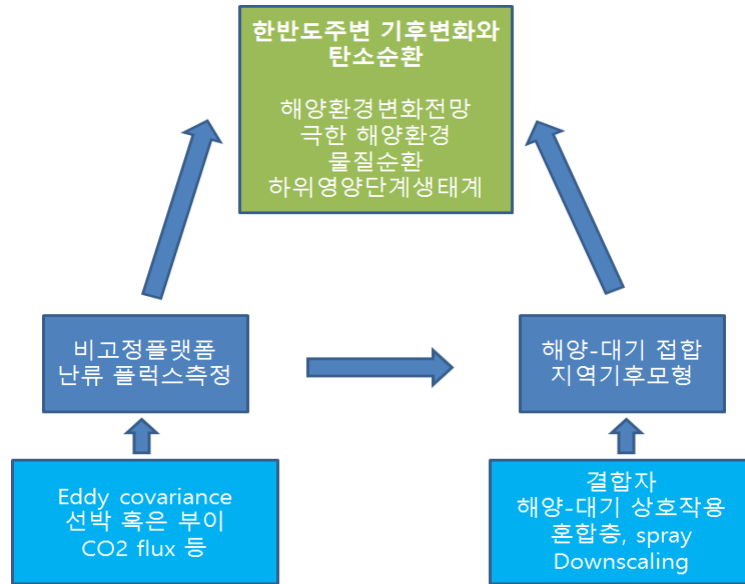 한반도주변 기후변화와
탄소순환
해양환경변화전망
극한 해양환경
물질순환
하위영양단계생태계
비고정플랫폼
난류 플럭스측정
해양-대기 접합
지역기후모형
Eddy covariance
선박 혹은 부이
CO2 flux 등
결합자
해양-대기 상호작용
혼합층, spray
Downscaling